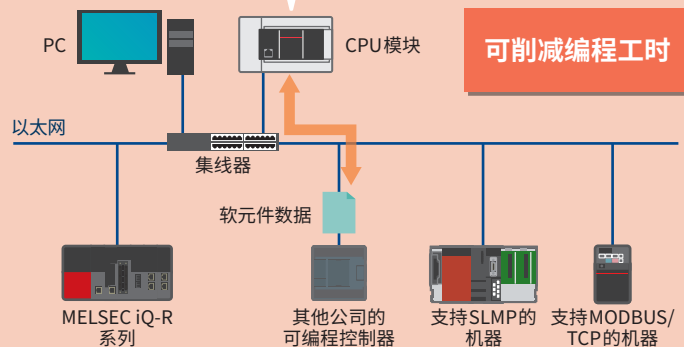 PC
CPU模块
可削减编程工时
以太网
集线器
软元件数据
MELSEC iQ-R
系列
其他公司的
可编程控制器
支持SLMP的
机器
支持MODBUS/
TCP的机器